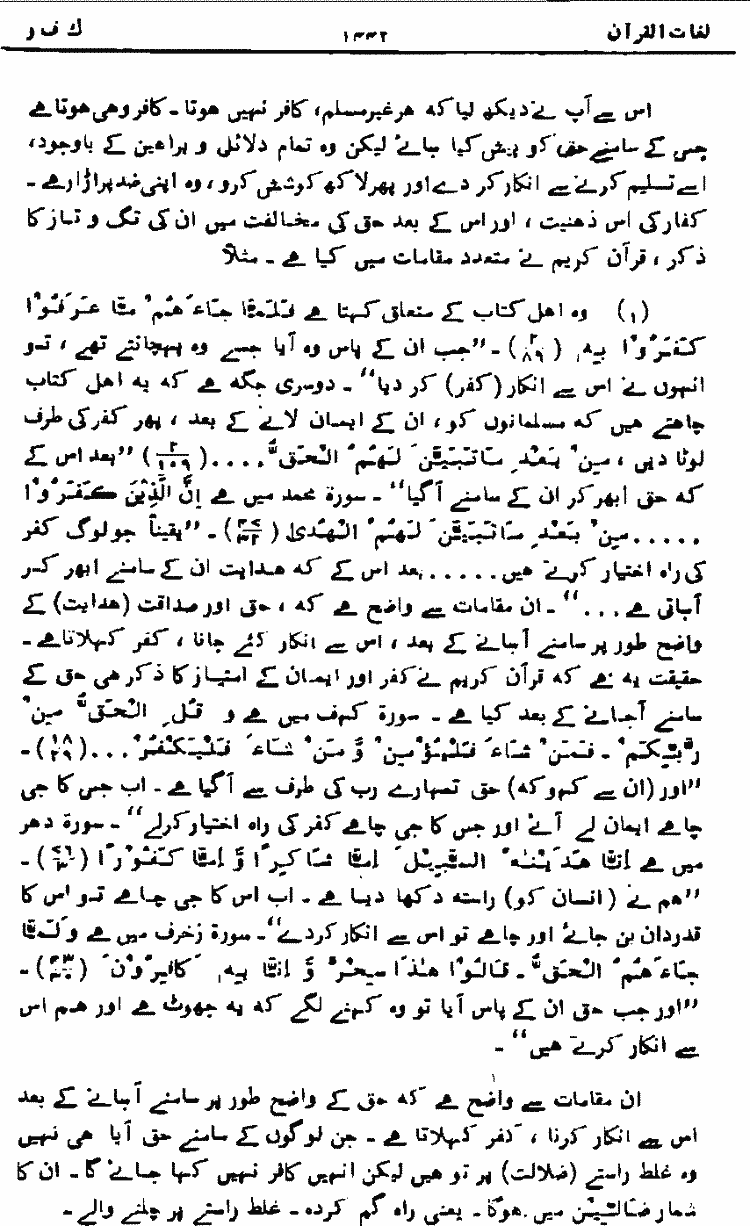 لغات القرآن ۱۴۴۲ ك ف ر
اس سے آپ نے دیکھ لیا کہ ہر غیر مسلم، کافر نہیں ہوتا ۔ کافر وہی ہوتا ہے
جس کے سامنے حق کو پیش کیا جائے لیکن وہ تمام دلائل و براہین کے باوجود،
اسے تسلیم کرنے سے انکار کر دے اور پھر لاکھ کوشش کرو، وہ اپنی ضد پر اڑا رہے ۔
کفار کی اس ذہنیت ، اور اس کے بعد حق کی مخالفت میں ان کی تگ و تاز کا
ذکر ، قرآن کریم نے متعدد مقامات میں کیا ہے ۔ مثلاً
(۱) وہ اہل کتاب کے متعلق کہتا ہے فَلَمَّا جَاءَ هُمْ مَّا عَرَفُوْا
کَفَرُوْا بِهٖ (۲/۸۹) ۔ ”جب ان کے پاس وہ آیا جسے وہ پہچانتے تھے ، تو
انہوں نے اس سے انکار (کفر) کر دیا“ ۔ دوسری جگہ ہے کہ یہ اہل کتاب
چاہتے ہیں کہ مسلمانوں کو ، ان کے ایمان لانے کے بعد ، پھر کفر کی طرف
لوٹا دیں ، مِنْ بَعْدِ مَا تَبَيَّنَ لَهُمُ الْحَقُّ....(۲/۱۰۹) ”بعد اس کے
کہ حق ابھر کر ان کے سامنے آگیا“ ۔ سورۃ محمد میں ہے اِنَّ الَّذِيْنَ كَفَرُوْا
.....مِنْ بَعْدِ مَا تَبَيَّنَ لَهُمُ الْهُدٰی (۴۷/۳۲) ۔ ”یقیناً جو لوگ کفر
کی راہ اختیار کرتے ہیں.....بعد اس کے کہ ہدایت ان کے سامنے ابھر کر
آجاتی ہے...“ ۔ ان مقامات سے واضح ہے کہ ، حق اور صداقت (ہدایت) کے
واضح طور پر سامنے آجانے کے بعد ، اس سے انکار کئے جانا ، کفر کہلاتا ہے ۔
حقیقت یہ ہے کہ قرآن کریم نے کفر اور ایمان کے امتیاز کا ذکر ہی حق کے
سامنے آجانے کے بعد کیا ہے ۔ سورۃ کہف میں ہے وَ قُلِ الْحَقُّ مِنْ
رَّبِّکُمْ ۔ فَمَنْ شَاءَ فَلْيُؤْمِنْ وَّ مَنْ شَاءَ فَلْيَکْفُرْ...(۱۸/۲۹) ۔
”اور (ان سے کہو کہ) حق تمہارے رب کی طرف سے آگیا ہے ۔ اب جس کا جی
چاہے ایمان لے آئے اور جس کا جی چاہے کفر کی راہ اختیار کرلے“ ۔ سورۃ دھر
میں ہے اِنَّا هَدَيْنٰهُ السَّبِيْلَ اِمَّا شَاکِرًا وَّ اِمَّا کَفُوْرًا (۷۶/۳) ۔
”ہم نے (انسان کو) راستہ دکھا دیا ہے ۔ اب اس کا جی چاہے تو اس کا
قدردان بن جائے اور چاہے تو اس سے انکار کردے“ ۔ سورۃ زخرف میں ہے وَ لَمَّا
جَاءَهُمُ الْحَقُّ ۔ قَالُوْا هٰذَا سِحْرٌ وَّ اِنَّا بِهٖ کَافِرُوْنَ (۴۳/۳۰) ۔
”اور جب حق ان کے پاس آیا تو وہ کہنے لگے کہ یہ جھوٹ ہے اور ہم اس
سے انکار کرتے ہیں“ ۔
ان مقامات سے واضح ہے کہ حق کے واضح طور پر سامنے آجانے کے بعد
اس سے انکار کرنا ، کفر کہلاتا ہے ۔ جن لوگوں کے سامنے حق آیا ہی نہیں
وہ غلط راستے (ضلالت) پر تو ہیں لیکن انہیں کافر نہیں کہا جائے گا ۔ ان کا
شمار ضَالِّيْن میں ہوگا ۔ یعنی راہ گم کردہ ۔ غلط راستے پر چلنے والے ۔